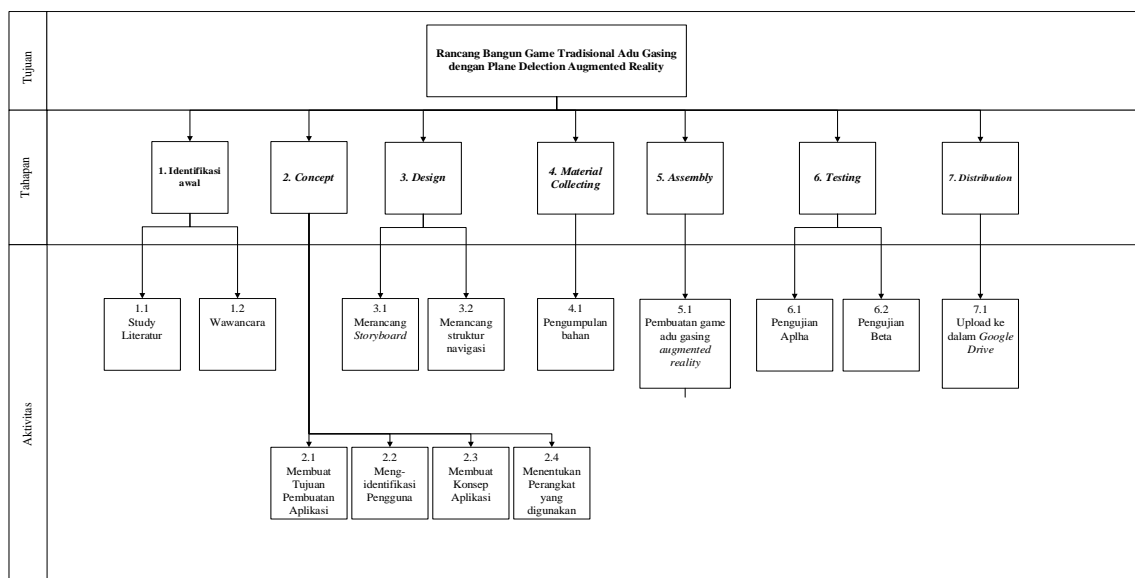 Tujuan
Rancang Bangun Game Tradisional Adu Gasing
dengan Plane Delection Augmented Reality
Tahapan
1. Identifikasi
awal
2. Concept
3. Design
4. Material
Collecting
5. Assembly
6. Testing
7. Distribution
Aktivitas
1.1
Study
Literatur
1.2
Wawancara
3.1
Merancang
Storyboard
3.2
Merancang
struktur
navigasi
4.1
Pengumpulan
bahan
5.1
Pembuatan game
adu gasing
augmented
reality
6.1
Pengujian
Aplha
6.2
Pengujian
Beta
7.1
Upload ke
dalam Google
Drive
2.1
Membuat
Tujuan
Pembuatan
Aplikasi
2.2
Meng-
identifikasi
Pengguna
2.3
Membuat
Konsep
Aplikasi
2.4
Menentukan
Perangkat
yang
digunakan